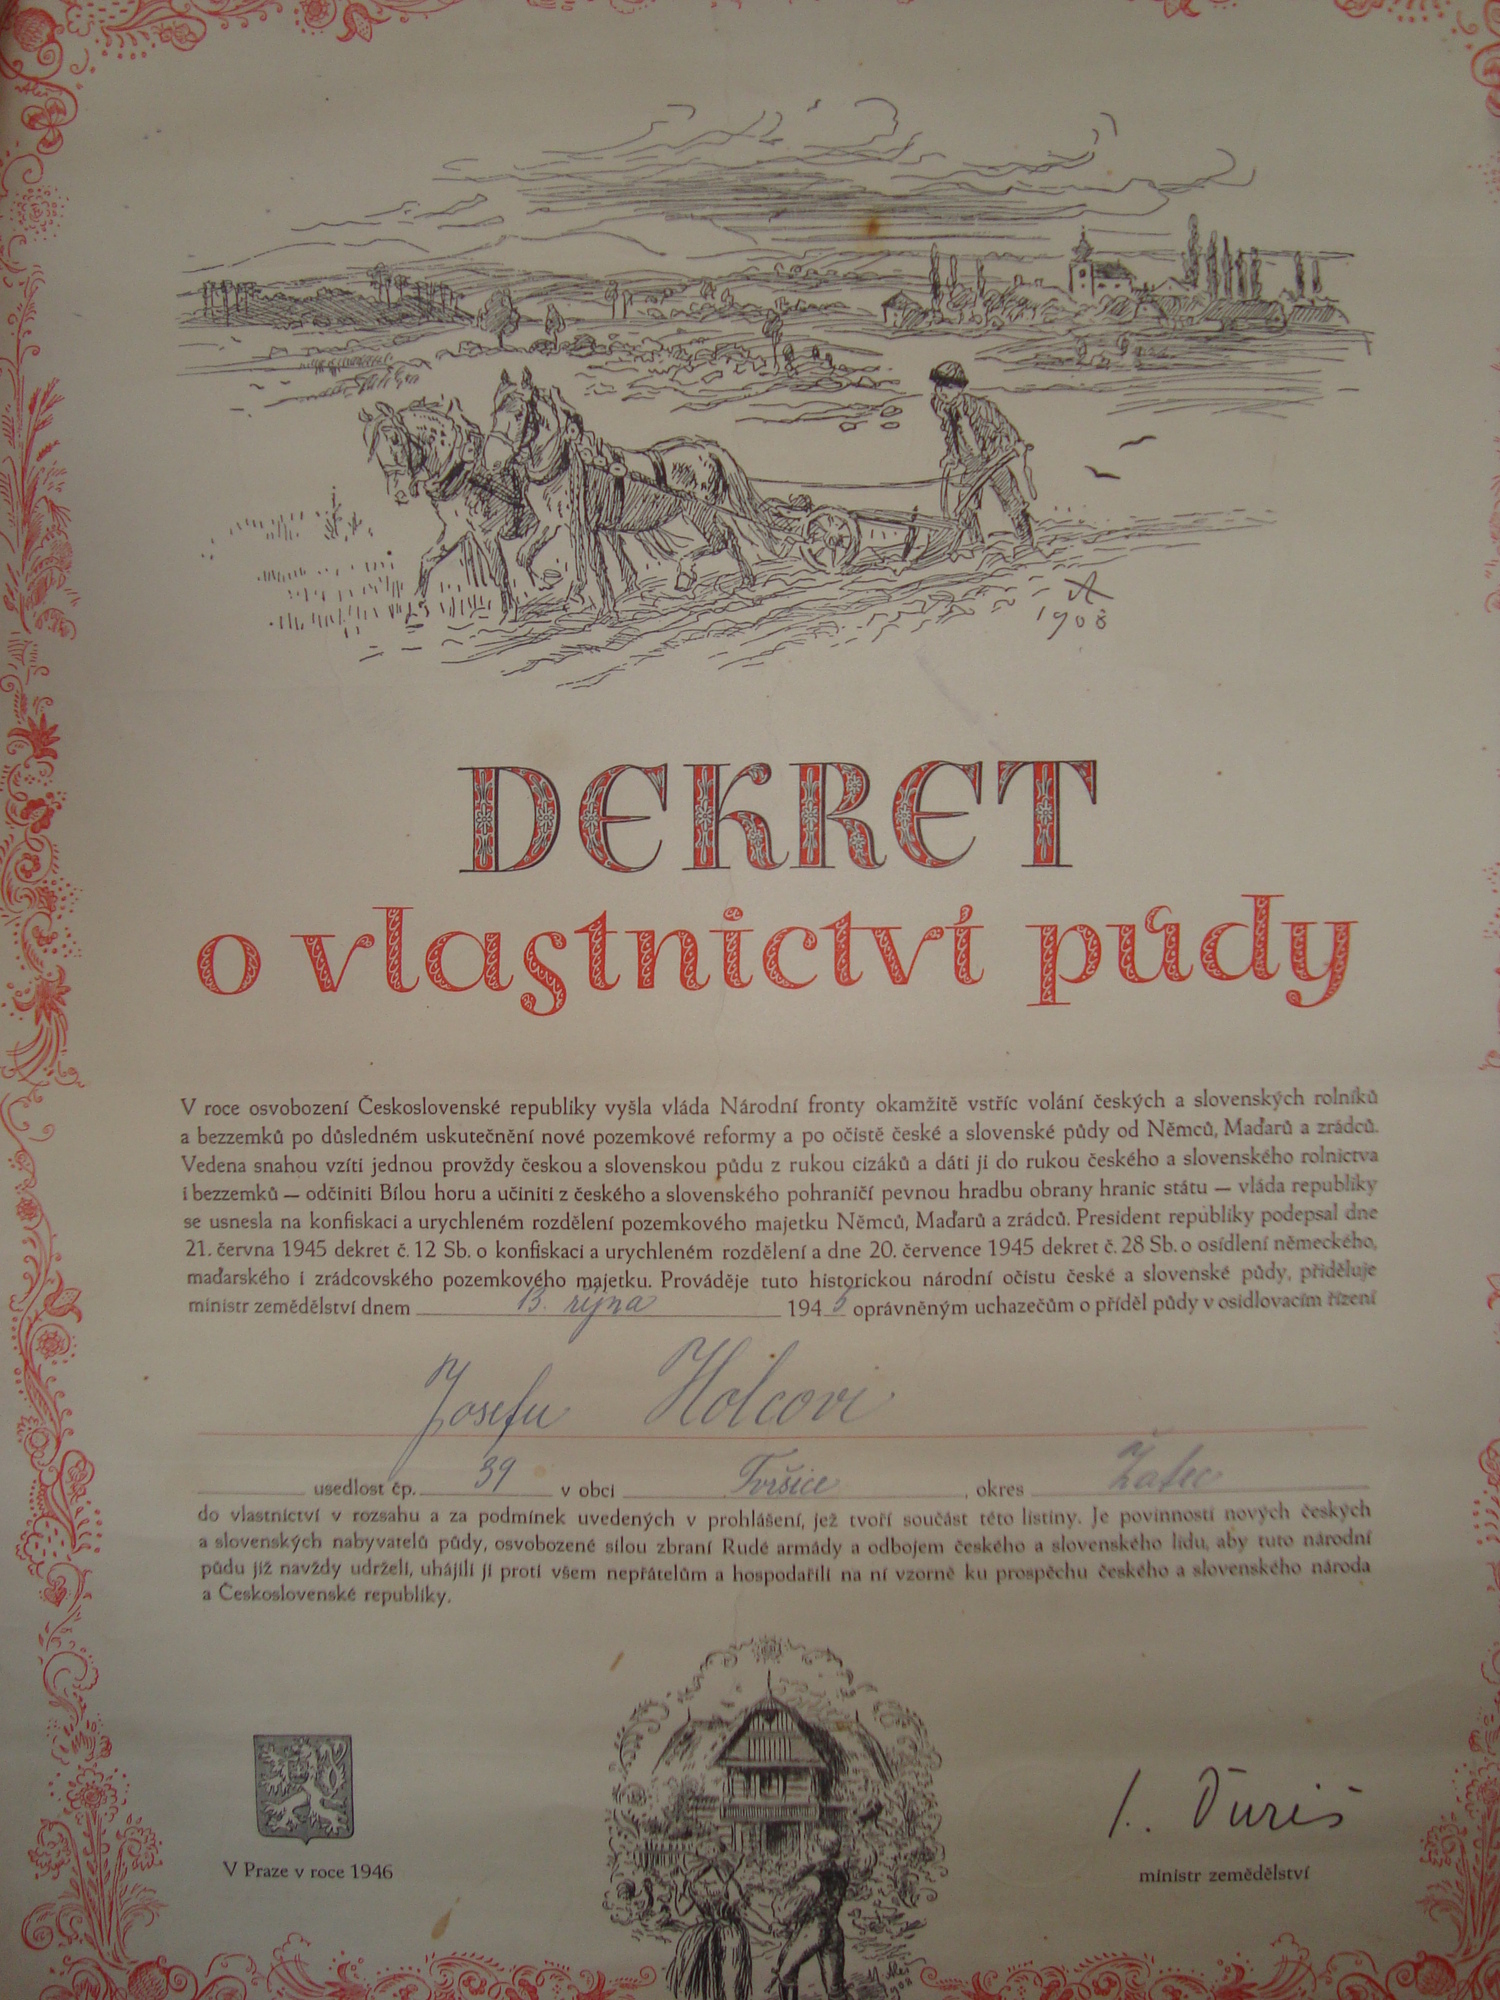 1908
DEKRET
o vlastnictví půdy
V roce osvobození Československé republiky vyšla vláda Národní fronty okamžitě vstříc volání českých a slovenských rolníků
a bezzemků po důsledném uskutečnění nové pozemkové reformy a po očistě české a slovenské půdy od Němců, Maďarů a zrádců.
Vedena snahou vzíti jednou provždy českou a slovenskou půdu z rukou cizáků a dáti ji do rukou českého a slovenského rolnictva
i bezzemků — odčiniti Bílou horu a učiniti z českého a slovenského pohraničí pevnou hradbu obrany hranic státu — vláda republiky
se usnesla na konfiskaci a urychleném rozdělení pozemkového majetku Němců, Maďarů a zrádců. President republiky podepsal dne
21. června 1945 dekret č. 12 Sb. o konfiskaci a urychleném rozdělení a dne 20. července 1945 dekret č. 28 Sb. o osídlení německého,
maďarského i zrádcovského pozemkového majetku. Prováděje tuto historickou národní očistu české a slovenské půdy, přiděluje
ministr zemědělství dnem 13. října 1945 oprávněným uchazečům o příděl půdy v osidlovacím řízení
Josefu Holcovi
usedlost čp. 39 v obci Tvršice, okres Žatec
do vlastnictví v rozsahu a za podmínek uvedených v prohlášení, jež tvoří součást této listiny. Je povinností nových českých
a slovenských nabyvatelů půdy, osvobozené silou zbraní Rudé armády a odbojem českého a slovenského lidu, aby tuto národní
půdu již navždy udrželi, uhájili ji proti všem nepřátelům a hospodařili na ní vzorně ku prospěchu českého a slovenského národa
a Československé republiky.
V Praze v roce 1946
J. Ďuriš
ministr zemědělství